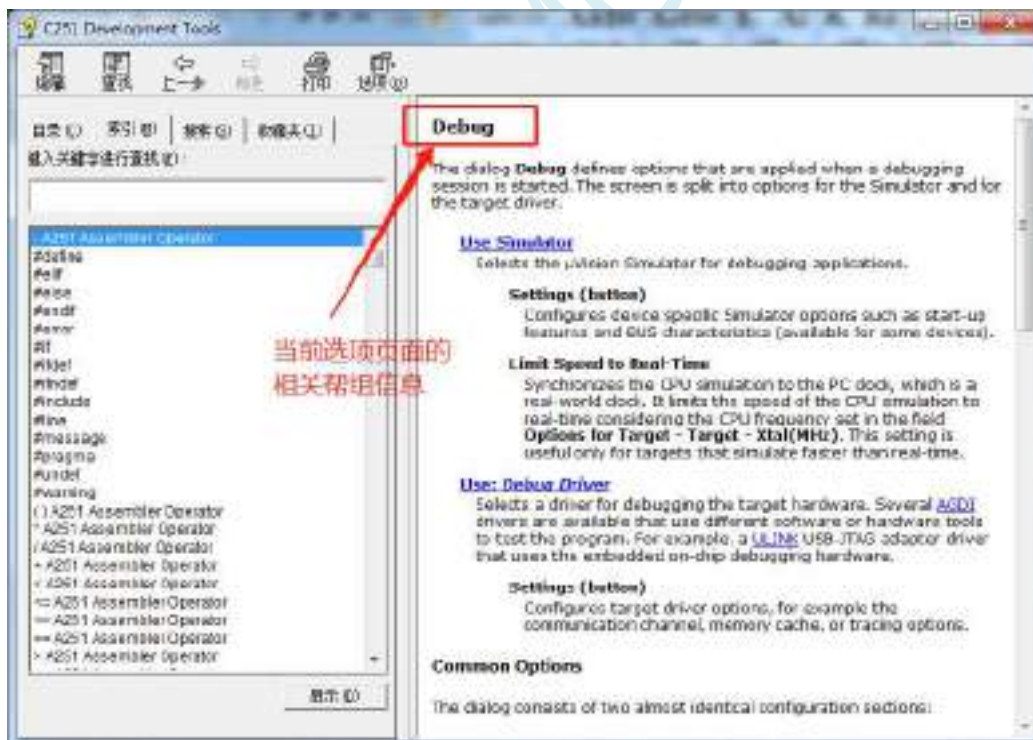 C251 Development Tools
隐藏 查找 上一步 前进 打印 选项(O)
目录(C) 索引(N) 搜索(S) 收藏夹(I)
键入关键字进行查找(W):
- A251 Assembler Operator
#define
#elif
#else
#endif
#error
#if
#ifdef
#ifndef
#include
#line
#message
#pragma
#undef
#warning
( ) A251 Assembler Operator
* A251 Assembler Operator
/ A251 Assembler Operator
+ A251 Assembler Operator
< A251 Assembler Operator
<= A251 Assembler Operator
= A251 Assembler Operator
== A251 Assembler Operator
> A251 Assembler Operator
显示(D)
当前选项页面的
相关帮组信息
Debug
The dialog Debug defines options that are applied when a debugging
session is started. The screen is split into options for the Simulator and for
the target driver.
Use Simulator
Selects the µVision Simulator for debugging applications.
Settings (button)
Configures device specific Simulator options such as start-up
features and BUS characteristics (available for some devices).
Limit Speed to Real-Time
Synchronizes the CPU simulation to the PC clock, which is a
real-world clock. It limits the speed of the CPU emulation to
real-time considering the CPU frequency set in the field
Options for Target - Target - Xtal(MHz). This setting is
useful only for targets that simulate faster than real-time.
Use: Debug Driver
Selects a driver for debugging the target hardware. Several AGDI
drivers are available that use different software or hardware tools
to test the program. For example, a ULINK USB-JTAG adapter driver
that uses the embedded on-chip debugging hardware.
Settings (button)
Configures target driver options, for example the
communication channel, memory cache, or tracing options.
Common Options
The dialog consists of two almost identical configuration sections: